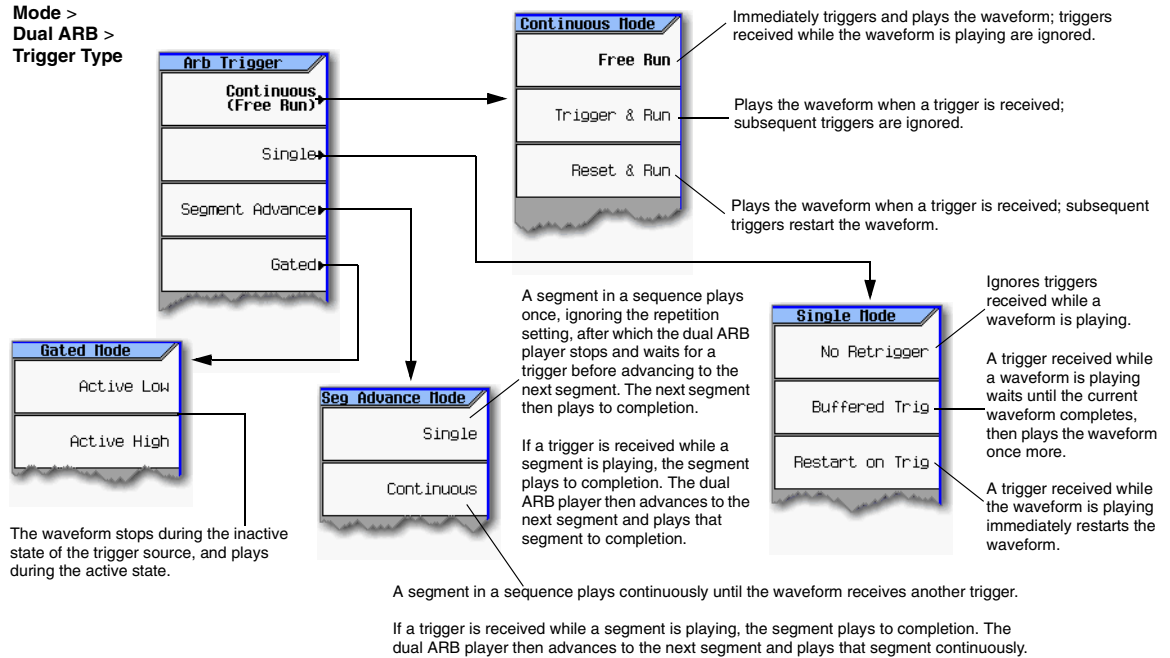 Mode >
Dual ARB >
Trigger Type
Arb Trigger
Continuous
(Free Run)
Single
Segment Advance
Gated
Continuous Mode
Free Run
Trigger & Run
Reset & Run
Immediately triggers and plays the waveform; triggers
received while the waveform is playing are ignored.
Plays the waveform when a trigger is received;
subsequent triggers are ignored.
Plays the waveform when a trigger is received; subsequent
triggers restart the waveform.
Gated Mode
Active Low
Active High
The waveform stops during the inactive
state of the trigger source, and plays
during the active state.
Seg Advance Mode
Single
Continuous
A segment in a sequence plays
once, ignoring the repetition
setting, after which the dual ARB
player stops and waits for a
trigger before advancing to the
next segment. The next segment
then plays to completion.
If a trigger is received while a
segment is playing, the segment
plays to completion. The dual
ARB player then advances to the
next segment and plays that
segment to completion.
Single Mode
No Retrigger
Buffered Trig
Restart on Trig
Ignores triggers
received while a
waveform is playing.
A trigger received while
a waveform is playing
waits until the current
waveform completes,
then plays the waveform
once more.
A trigger received while
the waveform is playing
immediately restarts the
waveform.
A segment in a sequence plays continuously until the waveform receives another trigger.
If a trigger is received while a segment is playing, the segment plays to completion. The
dual ARB player then advances to the next segment and plays that segment continuously.